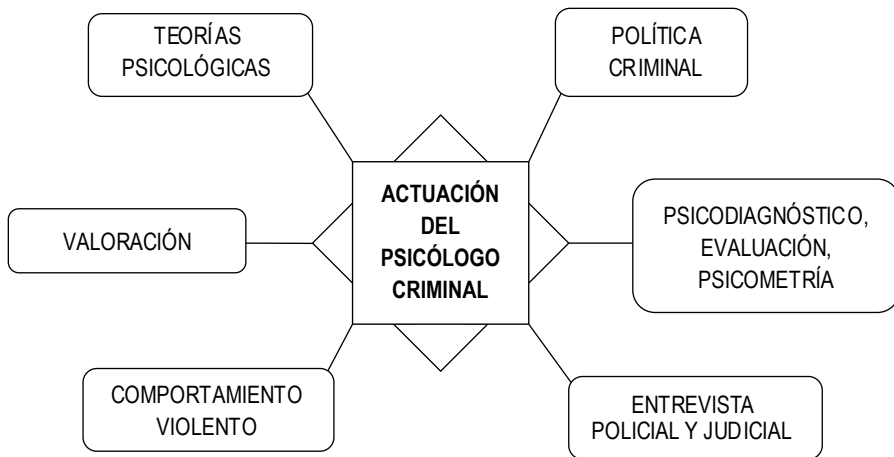 TEORÍAS
PSICOLÓGICAS
POLÍTICA
CRIMINAL
ACTUACIÓN
DEL
PSICÓLOGO
CRIMINAL
VALORACIÓN
PSICODIAGNÓSTICO,
EVALUACIÓN,
PSICOMETRÍA
COMPORTAMIENTO
VIOLENTO
ENTREVISTA
POLICIAL Y JUDICIAL